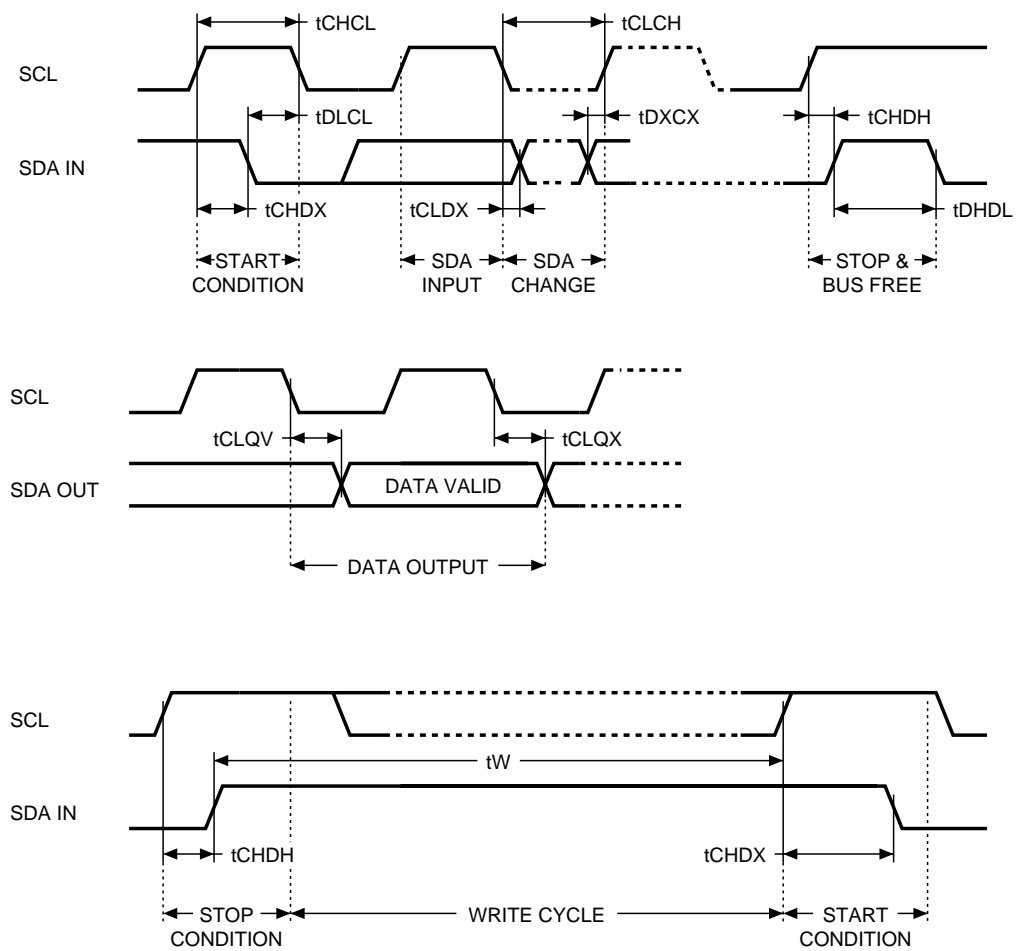 tCHCL
tCLCH
SCL
tDLCL
tDXCX
tCHDH
SDA IN
tCHDX
tCLDX
tDHDL
START
CONDITION
SDA
INPUT
SDA
CHANGE
STOP &
BUS FREE
SCL
tCLQV
tCLQX
SDA OUT
DATA VALID
DATA OUTPUT
SCL
tW
SDA IN
tCHDH
tCHDX
STOP
CONDITION
WRITE CYCLE
START
CONDITION